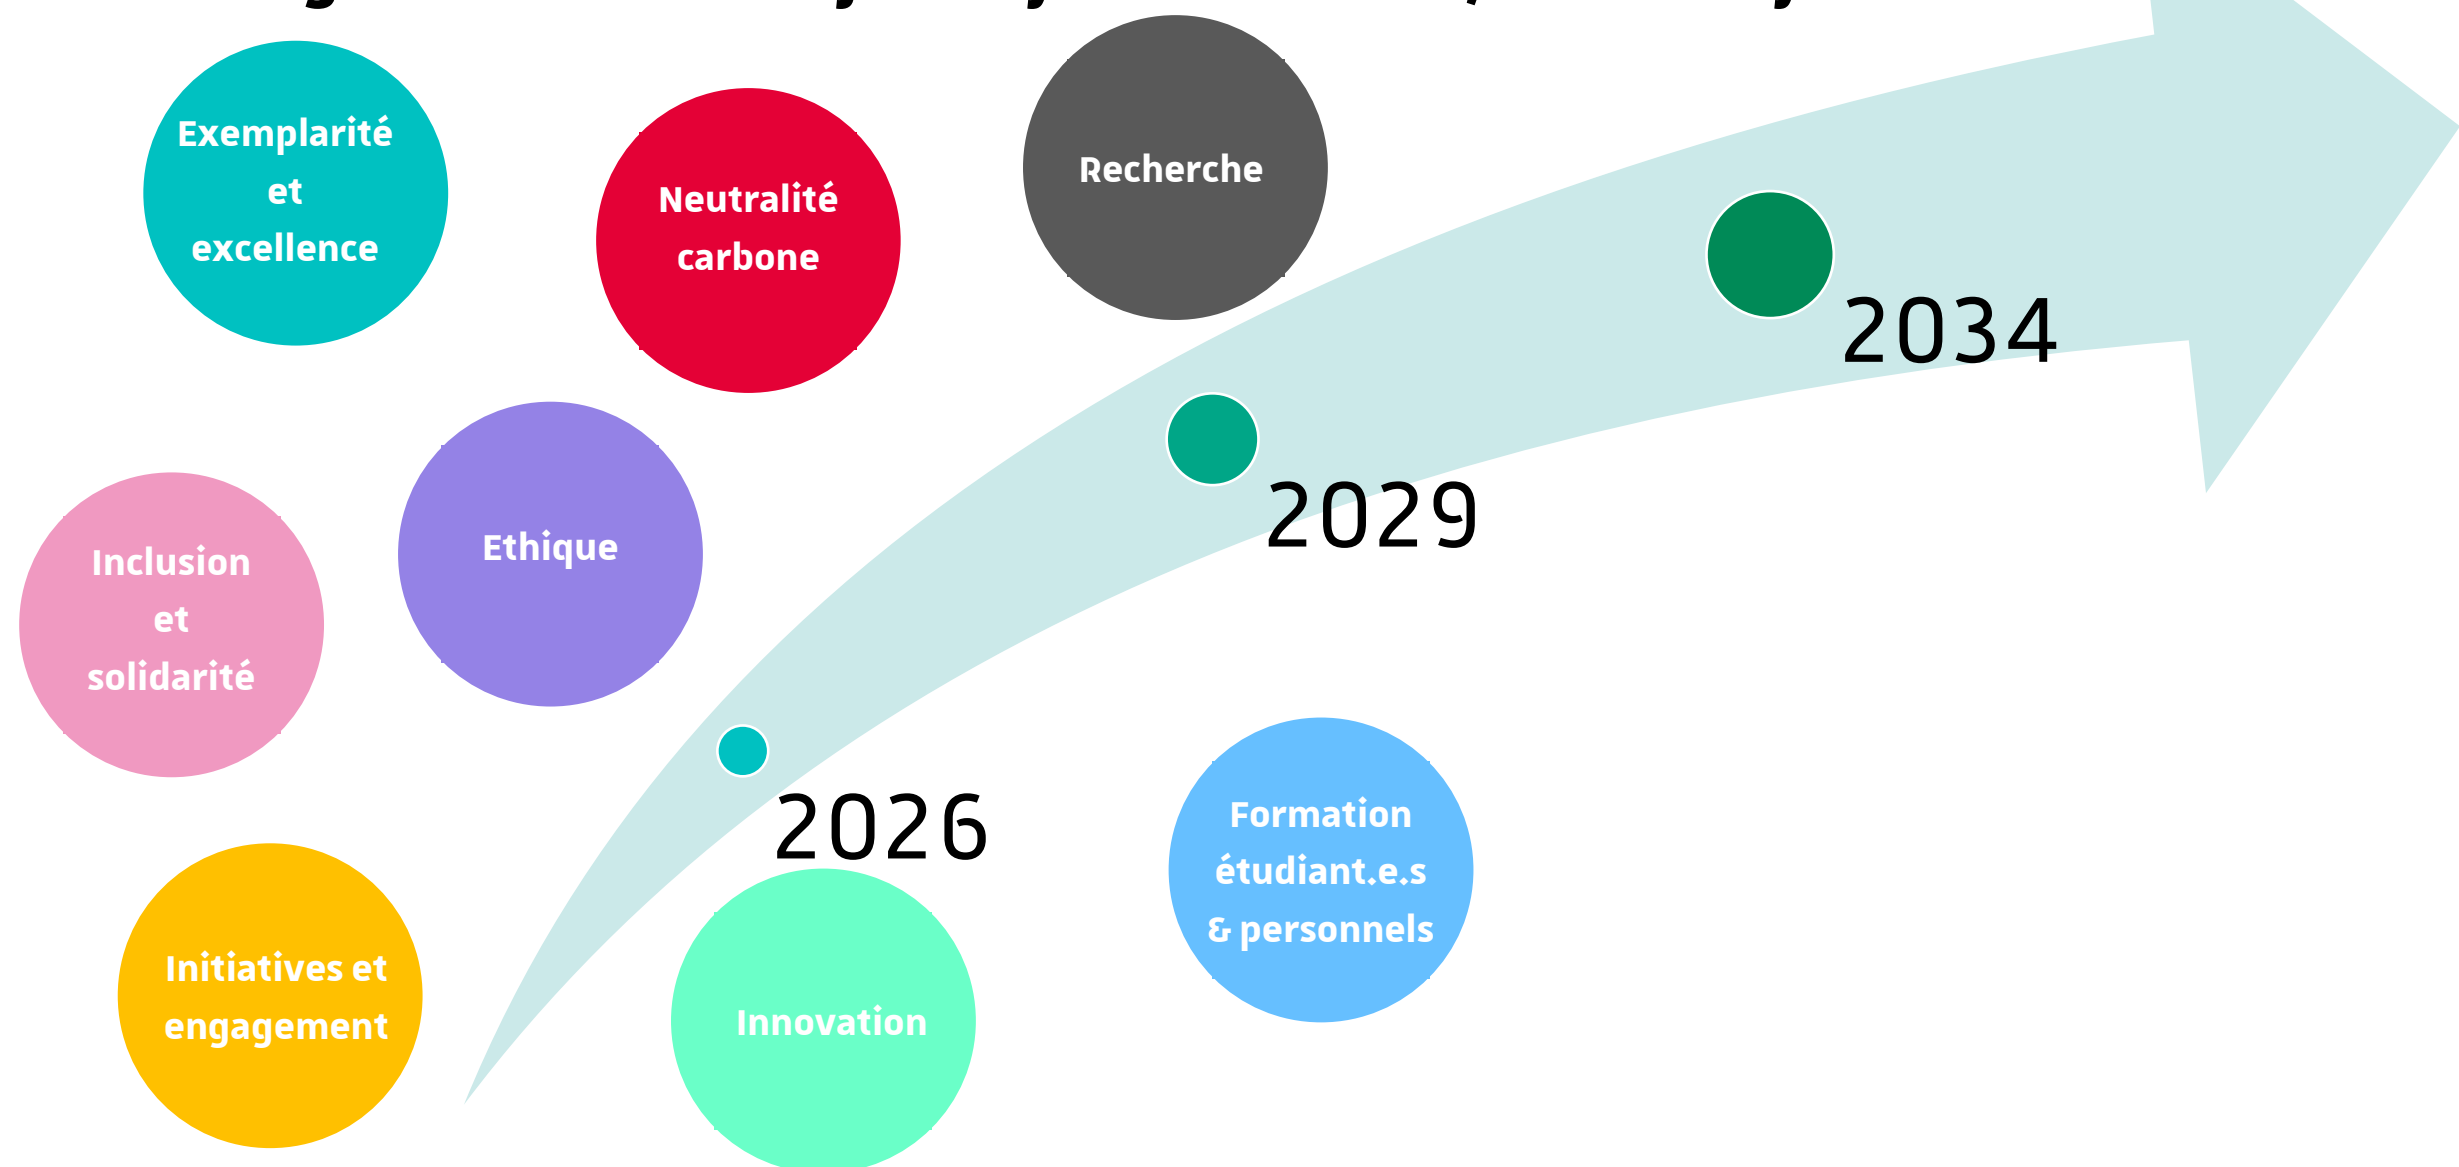 Exemplarité
et
excellence
Neutralité
carbone
Recherche
2034
2029
Ethique
Inclusion
et
solidarité
2026
Formation
étudiant.e.s
& personnels
Initiatives et
engagement
Innovation